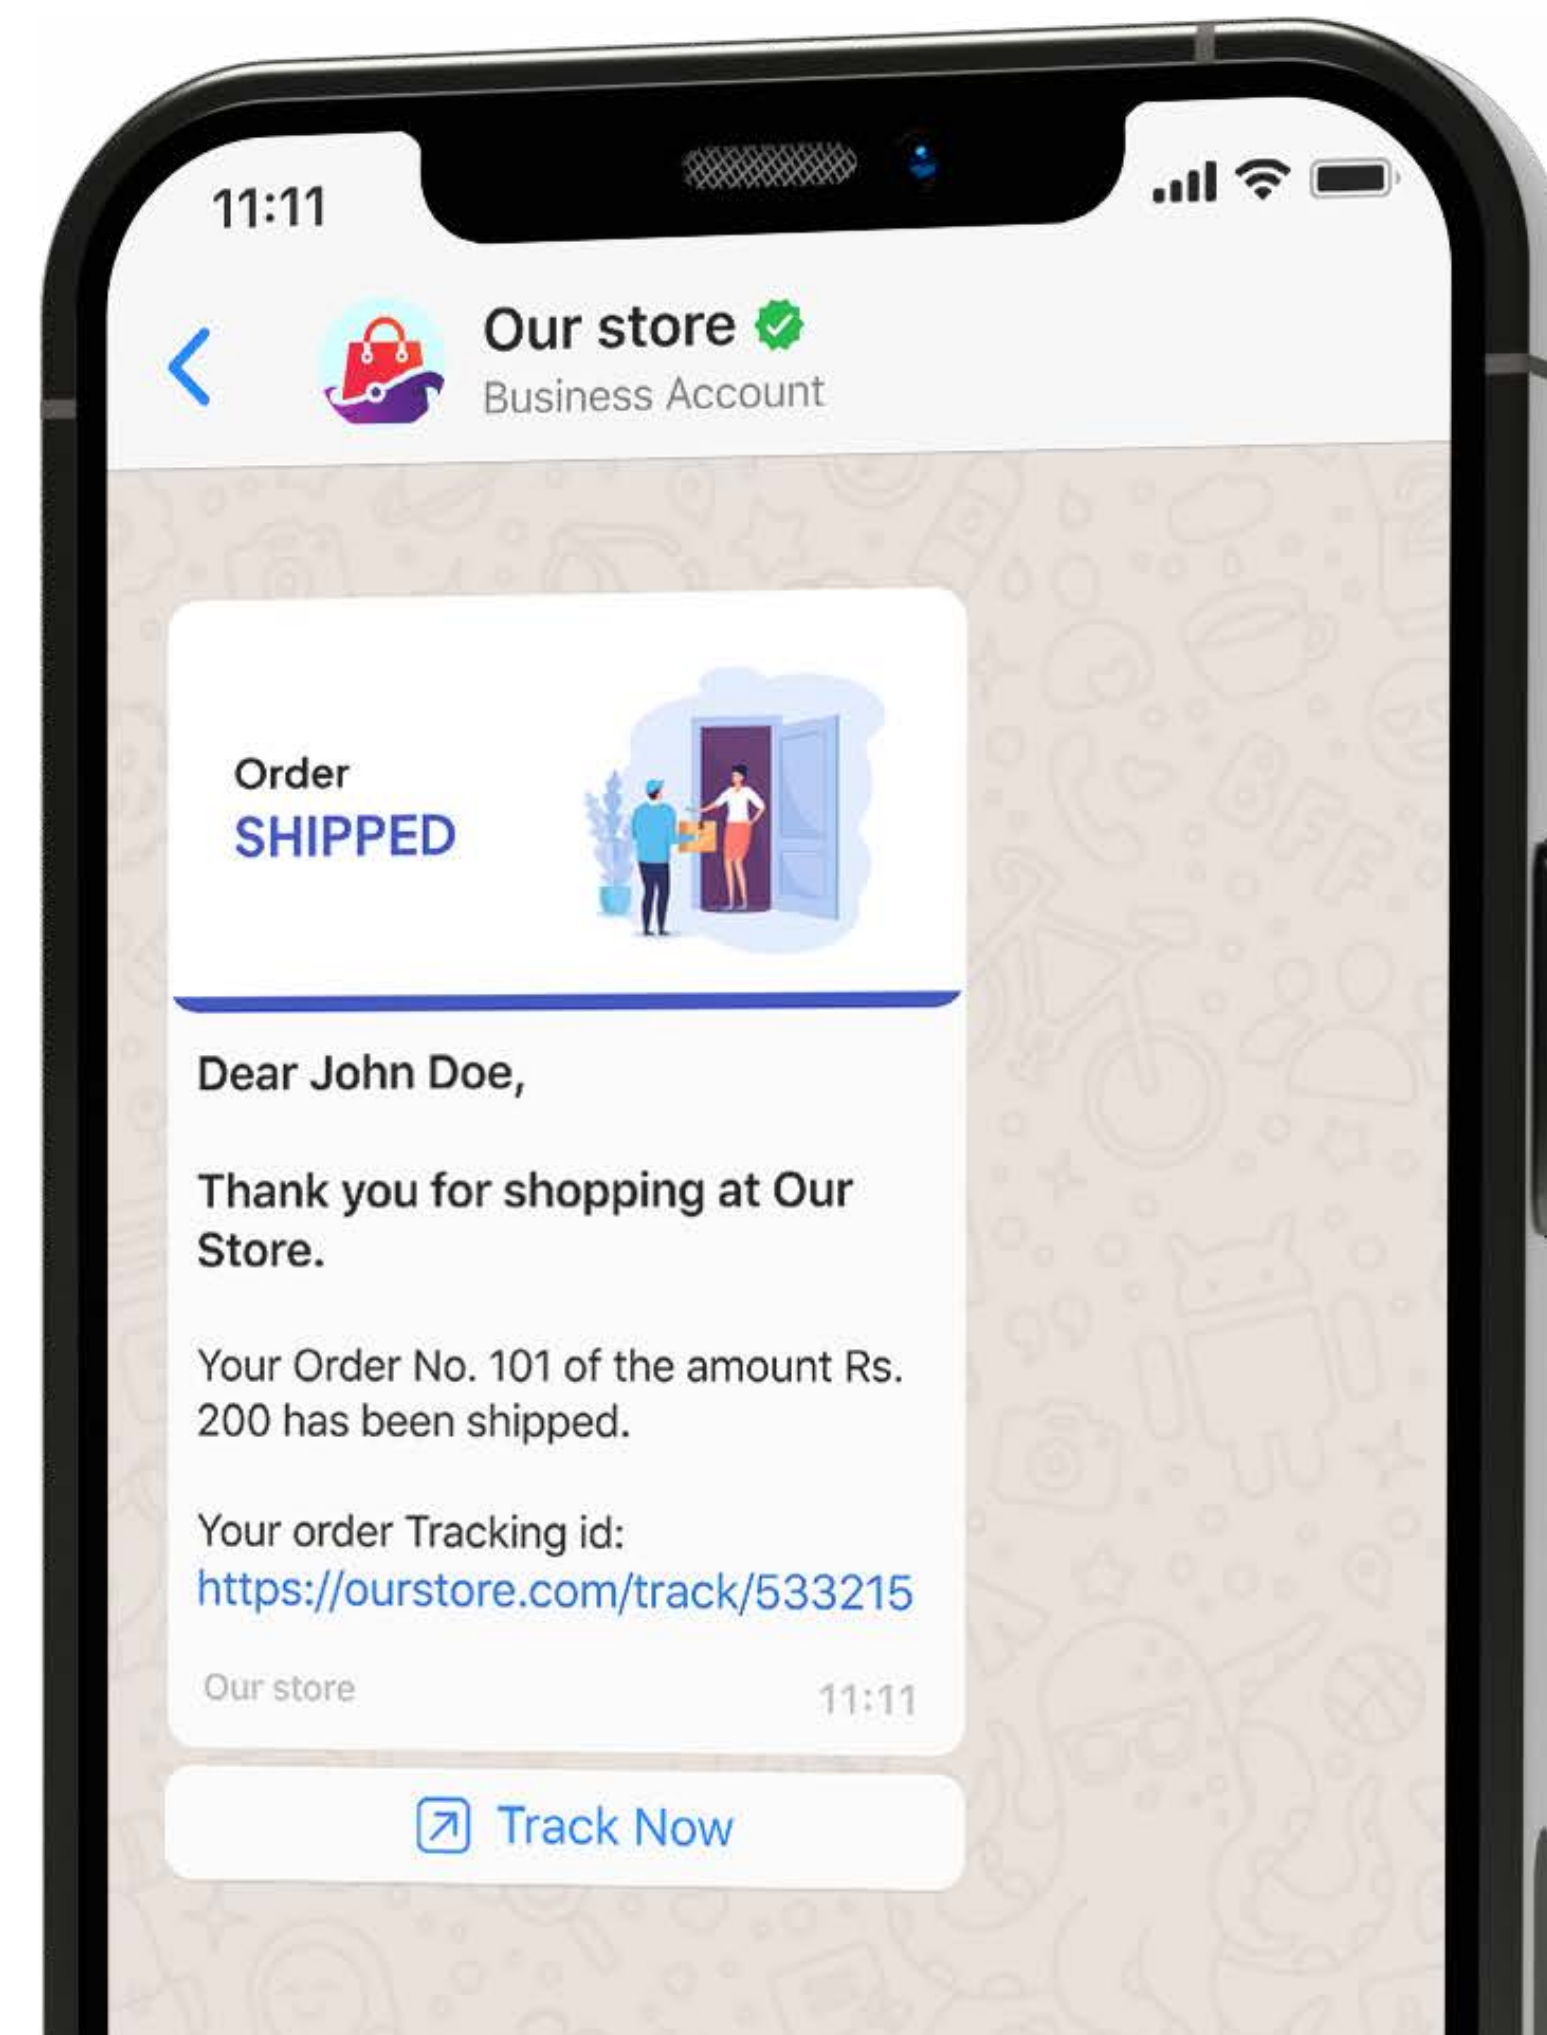 11:11
Our store
Business Account
Order
SHIPPED
Dear John Doe,
Thank you for shopping at Our
Store.
Your Order No. 101 of the amount Rs.
200 has been shipped.
Your order Tracking id:
https://ourstore.com/track/533215
Our store
11:11
Track Now